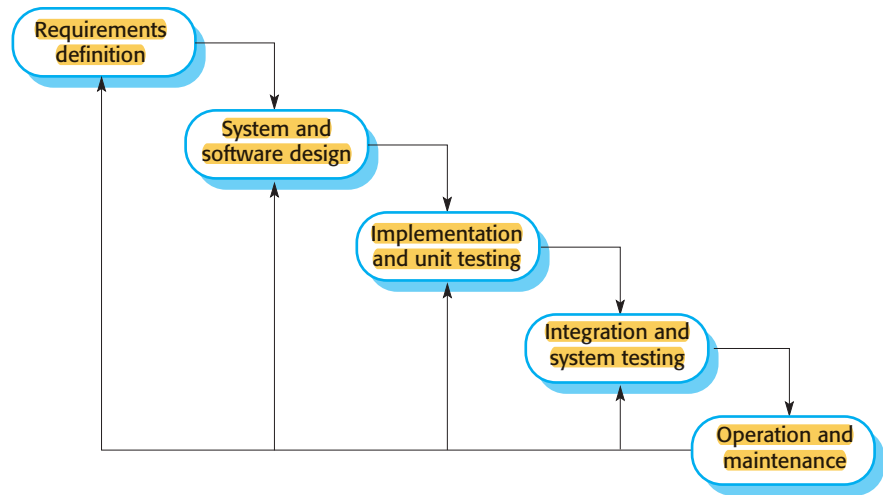 Requirements
definition
System and
software design
Implementation
and unit testing
Integration and
system testing
Operation and
maintenance